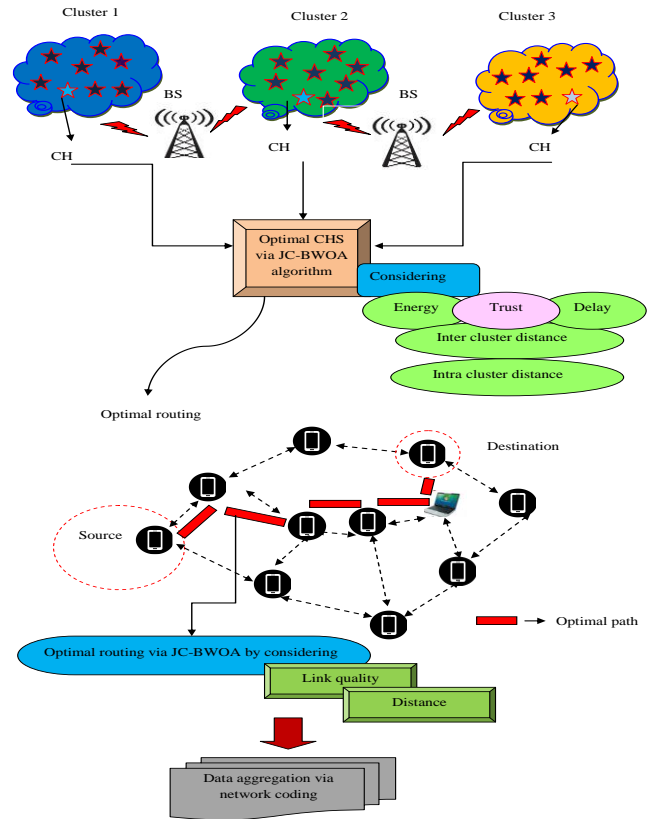 Cluster 1
Cluster 2
Cluster 3
BS
BS
CH
CH
CH
Optimal CHS
via JC-BWOA
algorithm
Considering
Energy
Trust
Delay
Inter cluster distance
Intra cluster distance
Optimal routing
Destination
Source
Optimal path
Optimal routing via JC-BWOA by considering
Link quality
Distance
Data aggregation via
network coding